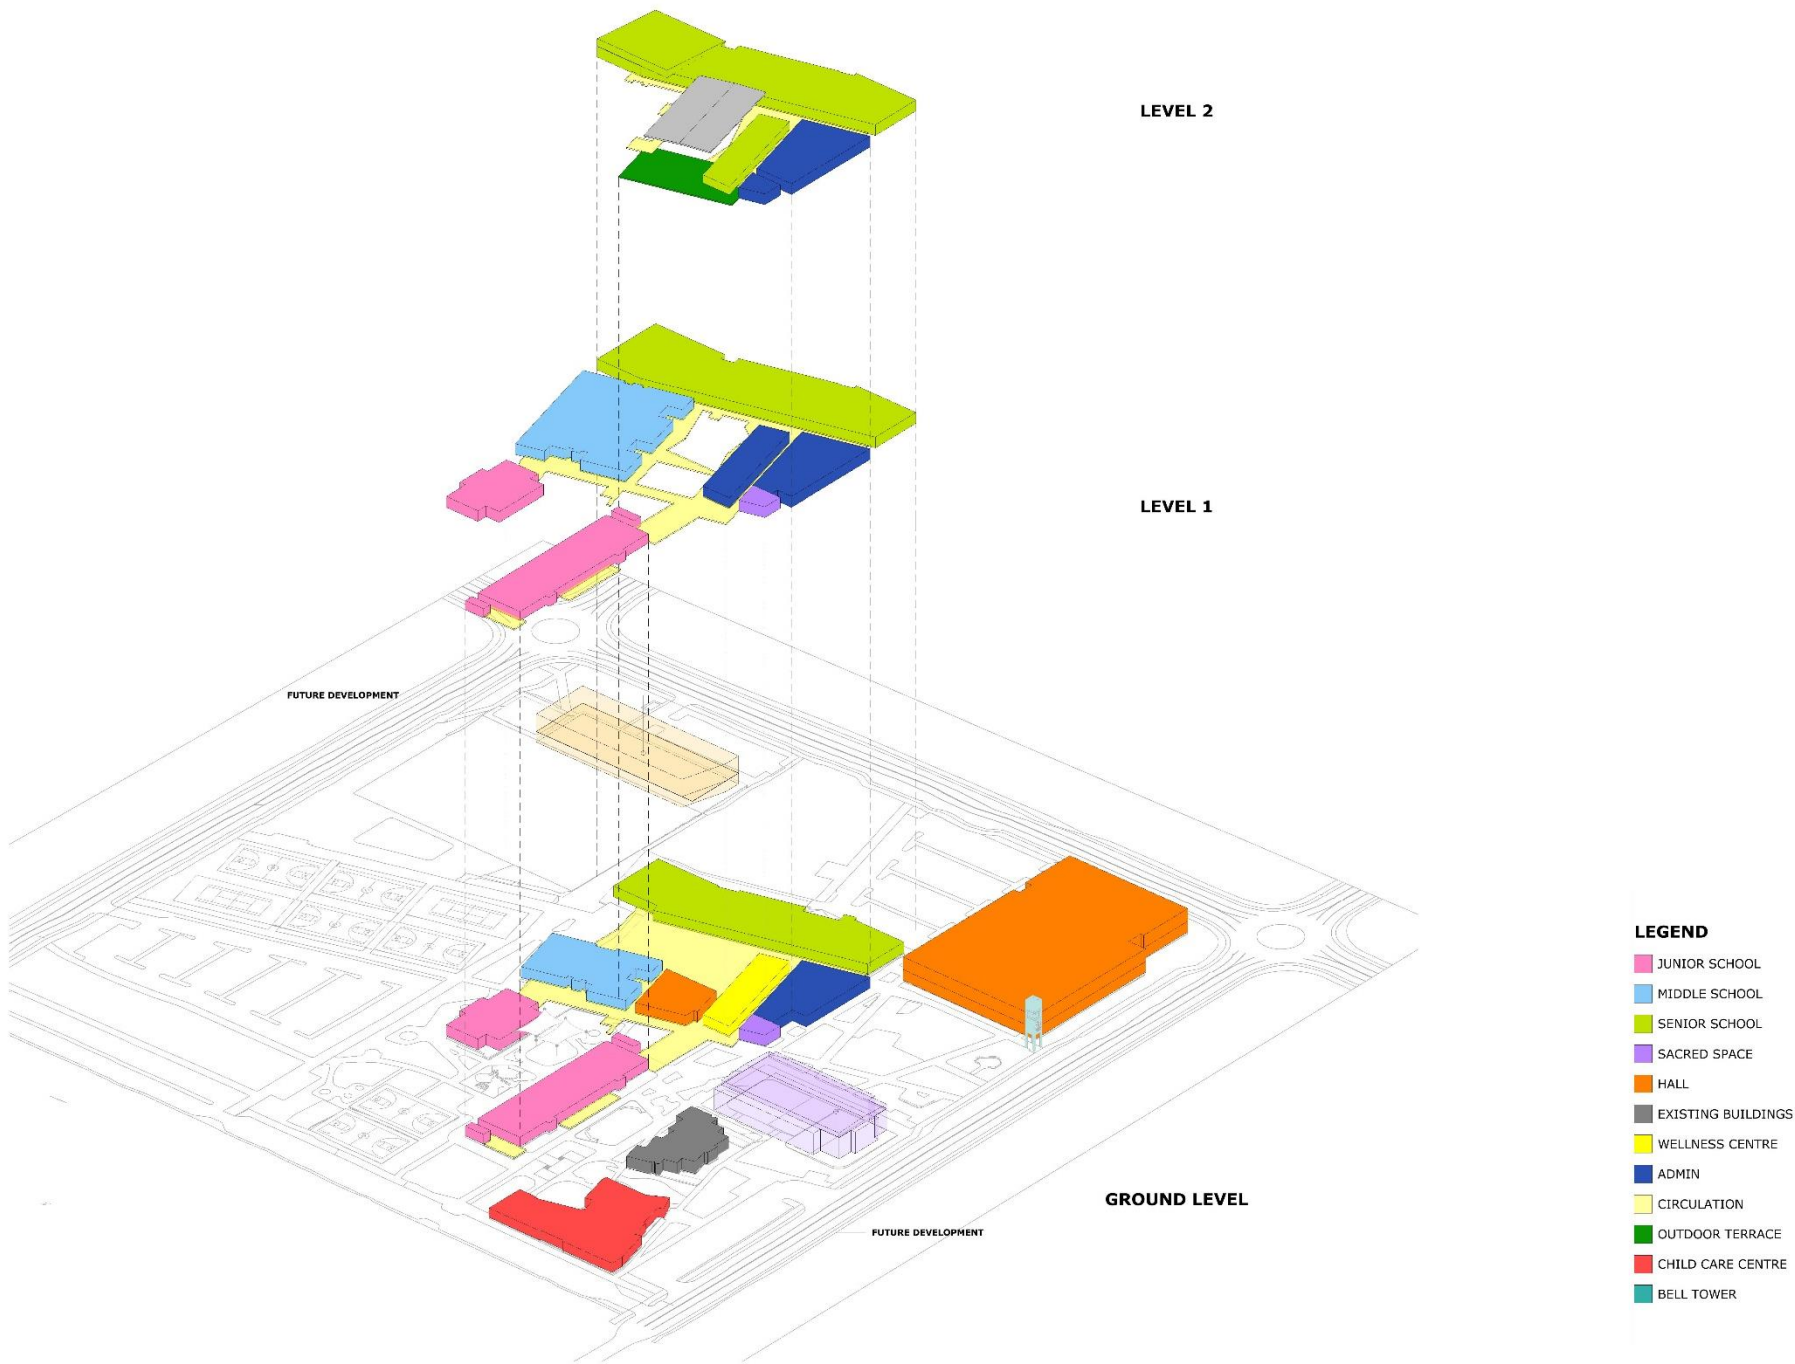 LEVEL 2
LEVEL 1
FUTURE DEVELOPMENT
GROUND LEVEL
FUTURE DEVELOPMENT
LEGEND
JUNIOR SCHOOL
MIDDLE SCHOOL
SENIOR SCHOOL
SACRED SPACE
HALL
EXISTING BUILDINGS
WELLNESS CENTRE
ADMIN
CIRCULATION
OUTDOOR TERRACE
CHILD CARE CENTRE
BELL TOWER